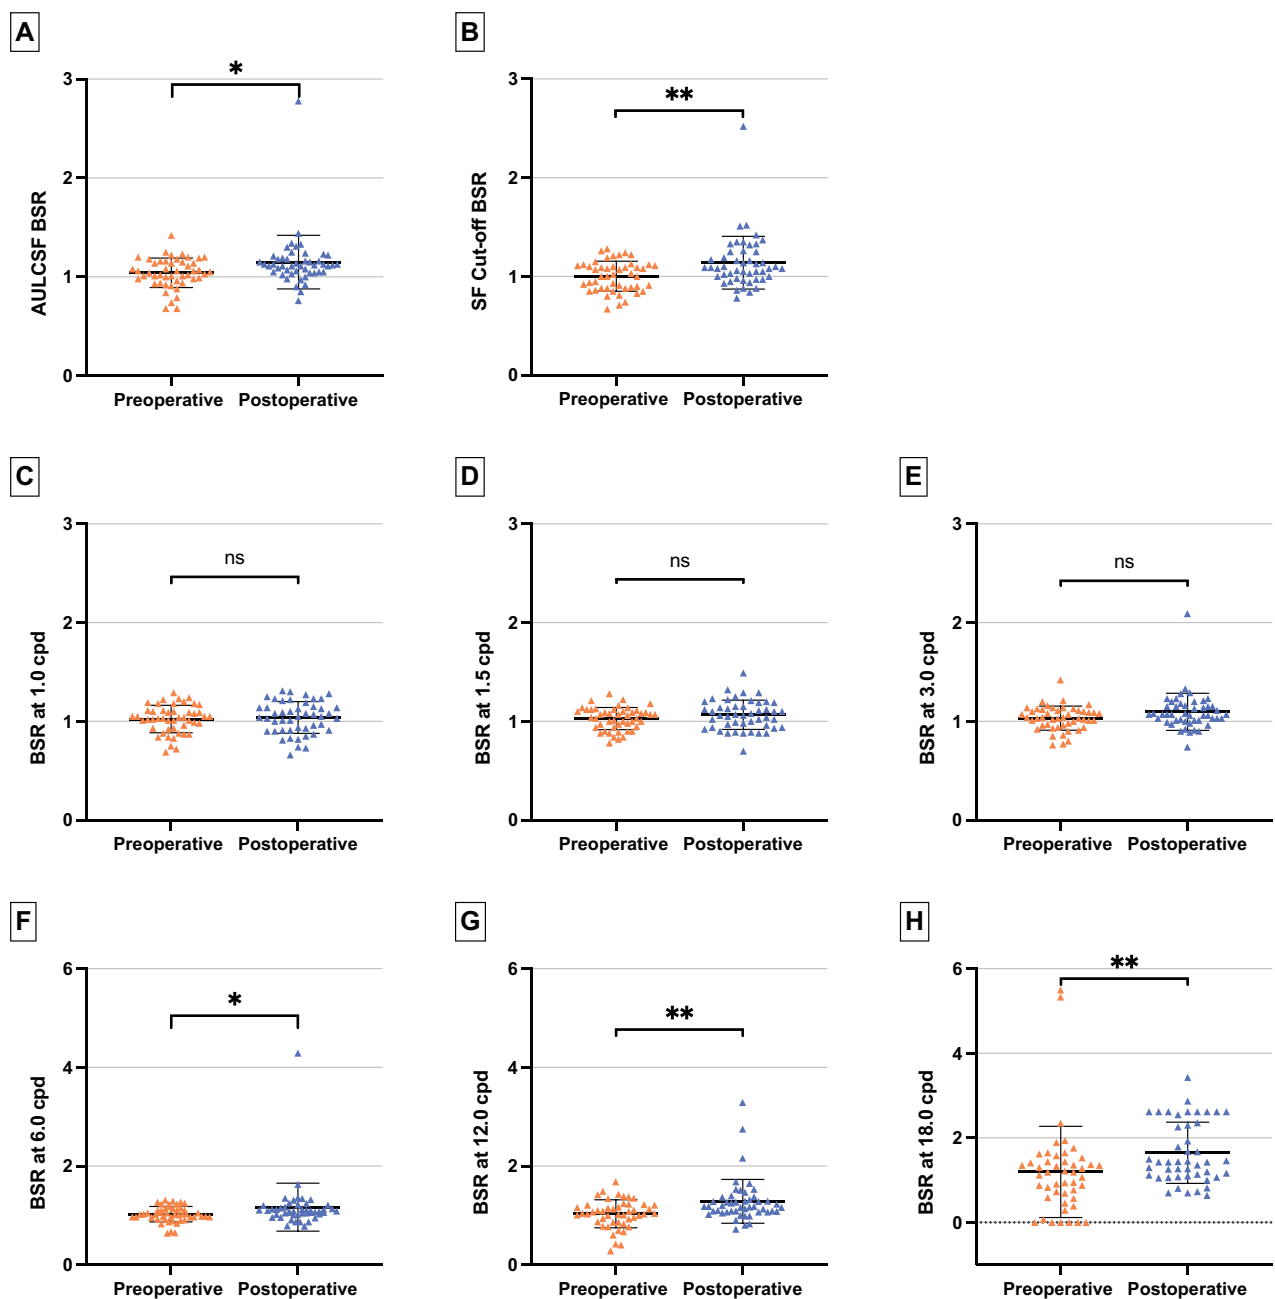 A
B
*
**
3
2
1
0
AULCSF BSR
Preoperative Postoperative
3
2
1
0
SF Cut-off BSR
Preoperative Postoperative
C
D
E
ns
ns
ns
3
2
1
0
BSR at 1.0 cpd
Preoperative Postoperative
3
2
1
0
BSR at 1.5 cpd
Preoperative Postoperative
3
2
1
0
BSR at 3.0 cpd
Preoperative Postoperative
F
G
H
*
**
**
6
4
2
0
BSR at 6.0 cpd
Preoperative Postoperative
6
4
2
0
BSR at 12.0 cpd
Preoperative Postoperative
6
4
2
0
BSR at 18.0 cpd
Preoperative Postoperative